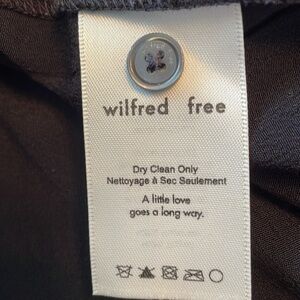 wilfred free
Dry Clean Only
Nettoyage à Sec Seulement
A little love
goes a long way.